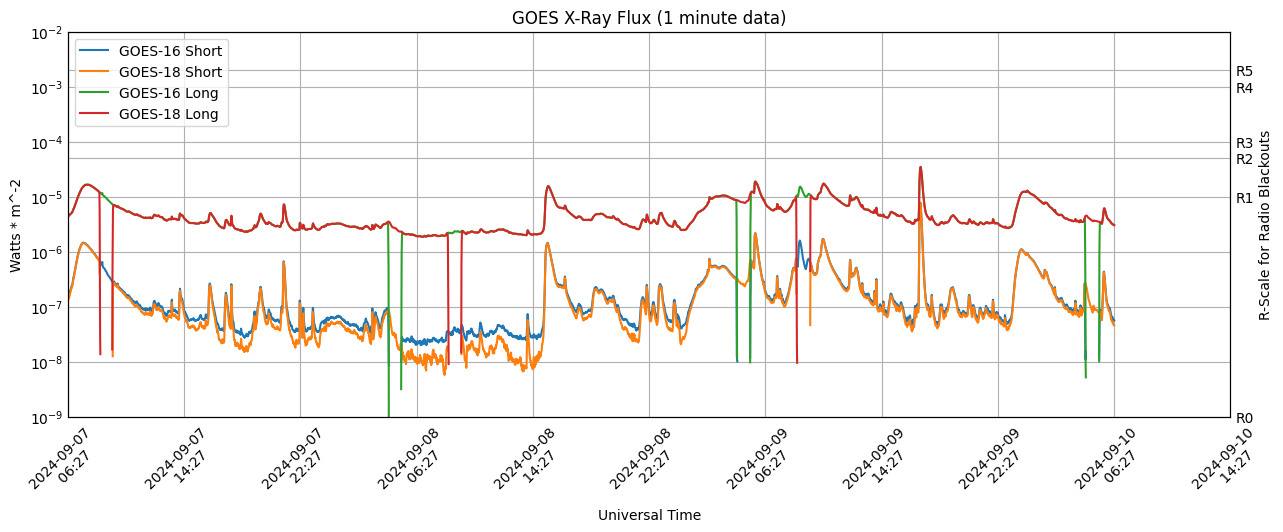 GOES X-Ray Flux (1 minute data)
GOES-16 Short
GOES-18 Short
GOES-16 Long
GOES-18 Long
10^-2
10^-3
10^-4
10^-5
10^-6
10^-7
10^-8
10^-9
Watts * m^-2
R5
R4
R3
R2
R1
R0
R-Scale for Radio Blackouts
2024-09-07
06:27
2024-09-07
14:27
2024-09-07
22:27
2024-09-08
06:27
2024-09-08
14:27
2024-09-08
22:27
2024-09-09
06:27
2024-09-09
14:27
2024-09-09
22:27
2024-09-10
06:27
2024-09-10
14:27
Universal Time